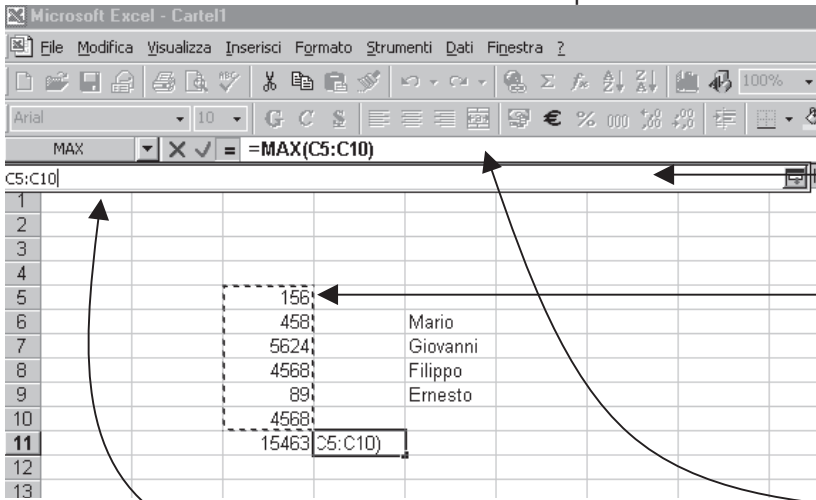 Microsoft Excel - Cartel1
File Modifica Visualizza Inserisci Formato Strumenti Dati Finestra ?
100%
Arial 10 G C S € % 000
MAX = =MAX(C5:C10)
C5:C10
1
2
3
4
5 156
6 458 Mario
7 5624 Giovanni
8 4568 Filippo
9 89 Ernesto
10 4568
11 15463 C5:C10)
12
13